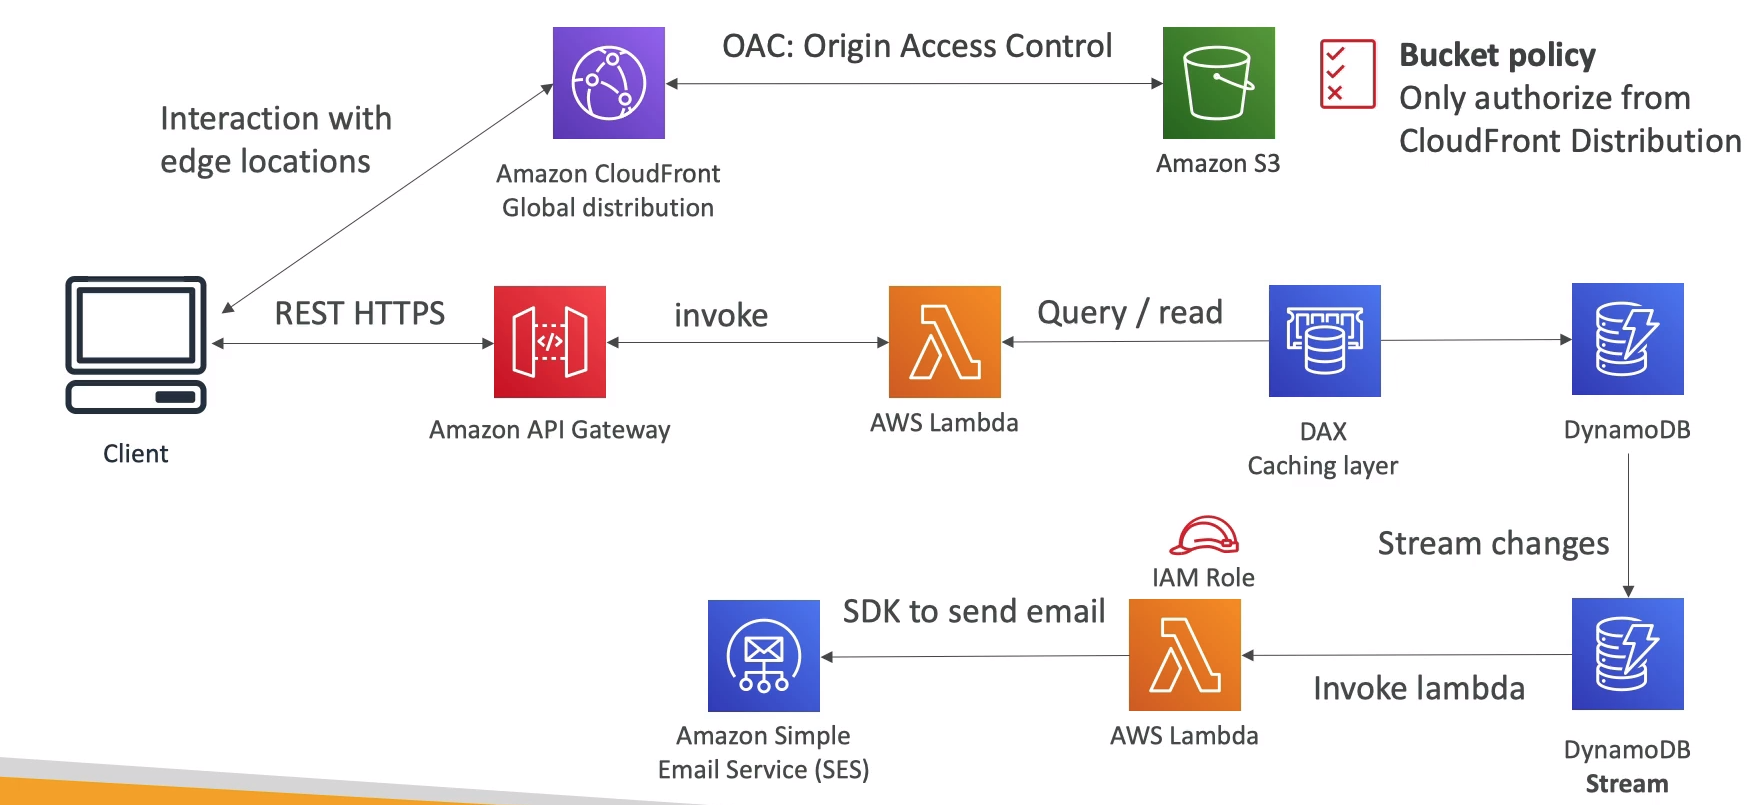 OAC: Origin Access Control
Bucket policy
Only authorize from
CloudFront Distribution
Interaction with
edge locations
Amazon CloudFront
Global distribution
Amazon S3
REST HTTPS
invoke
Query / read
</>
Client
Amazon API Gateway
AWS Lambda
DAX
Caching layer
DynamoDB
Stream changes
IAM Role
SDK to send email
Invoke lambda
Amazon Simple
Email Service (SES)
AWS Lambda
DynamoDB
Stream